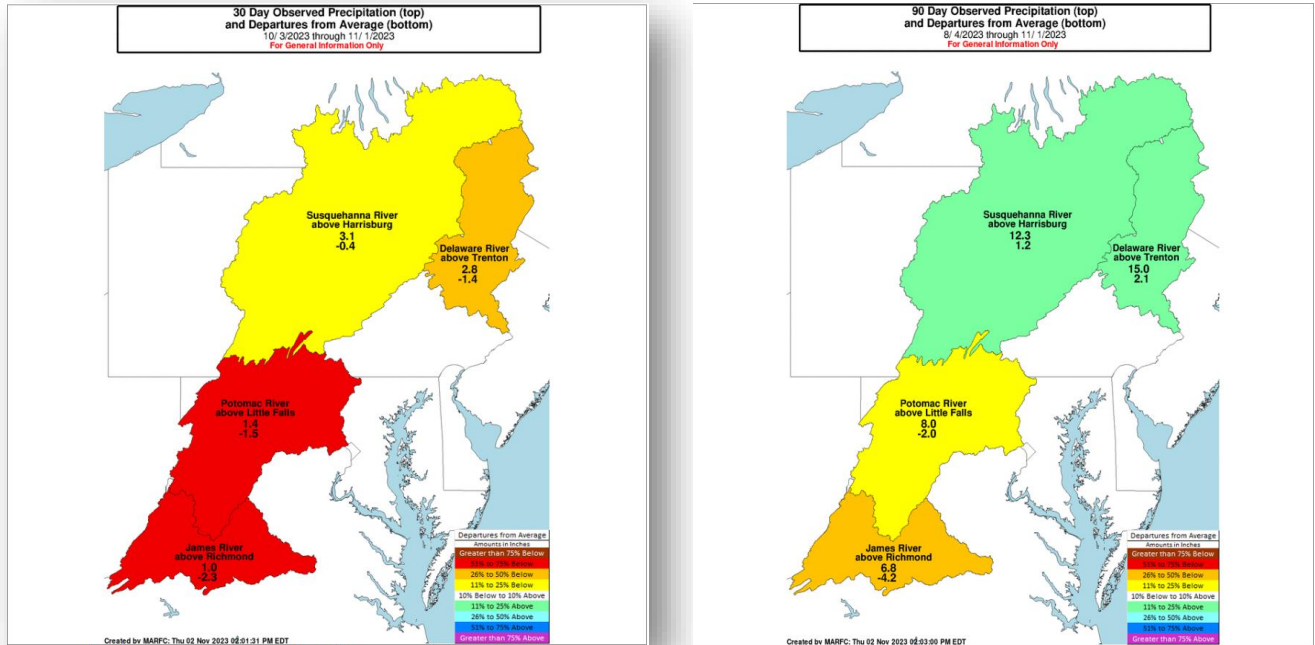 30 Day Observed Precipitation (top)
and Departures from Average (bottom)
10/ 3/2023 through 11/ 1/2023
For General Information Only
Susquehanna River
above Harrisburg
3.1
-0.4
Delaware River
above Trenton
2.8
-1.4
Potomac River
above Little Falls
1.4
-1.5
James River
above Richmond
1.0
-2.3
Departures from Average
Amounts in Inches
Greater than 75% Below
51% to 75% Below
26% to 50% Below
11% to 25% Below
10% Below to 10% Above
11% to 25% Above
26% to 50% Above
51% to 75% Above
Greater than 75% Above
Created by MARFC: Thu 02 Nov 2023 02:01:31 PM EDT
90 Day Observed Precipitation (top)
and Departures from Average (bottom)
8/ 4/2023 through 11/ 1/2023
For General Information Only
Susquehanna River
above Harrisburg
12.3
1.2
Delaware River
above Trenton
15.0
2.1
Potomac River
above Little Falls
8.0
-2.0
James River
above Richmond
6.8
-4.2
Departures from Average
Amounts in Inches
Greater than 75% Below
51% to 75% Below
26% to 50% Below
11% to 25% Below
10% Below to 10% Above
11% to 25% Above
26% to 50% Above
51% to 75% Above
Greater than 75% Above
Created by MARFC: Thu 02 Nov 2023 02:03:00 PM EDT